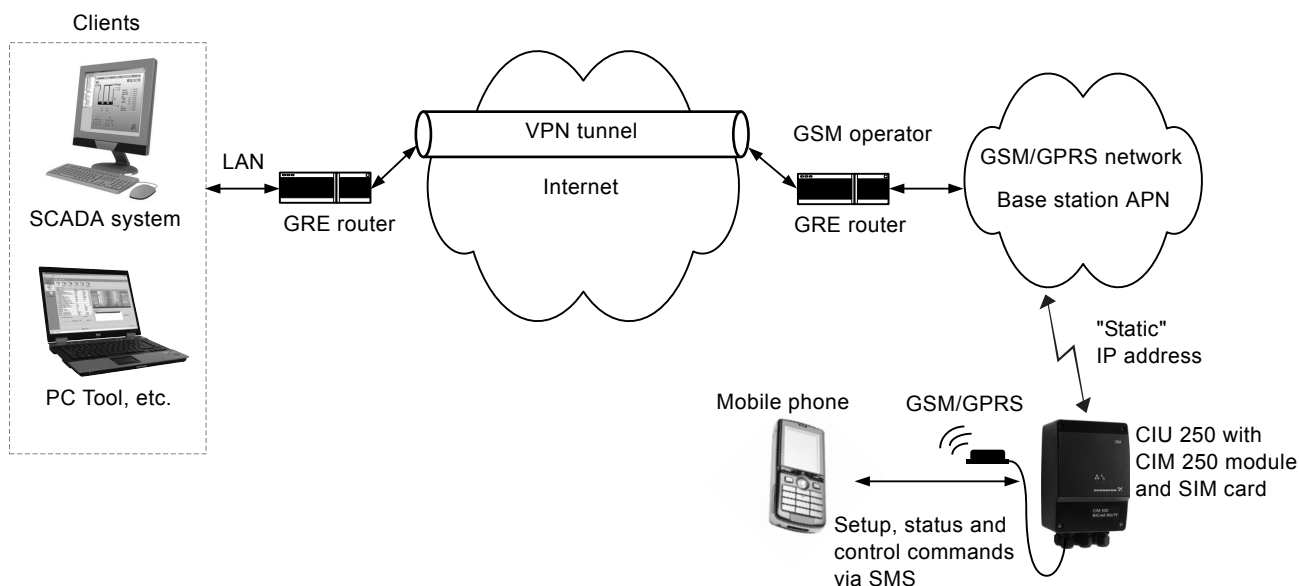 Clients
SCADA system
PC Tool, etc.
LAN
GRE router
VPN tunnel
Internet
GSM operator
GRE router
GSM/GPRS network
Base station APN
"Static"
IP address
Mobile phone
GSM/GPRS
CIU 250 with
CIM 250 module
and SIM card
Setup, status and
control commands
via SMS